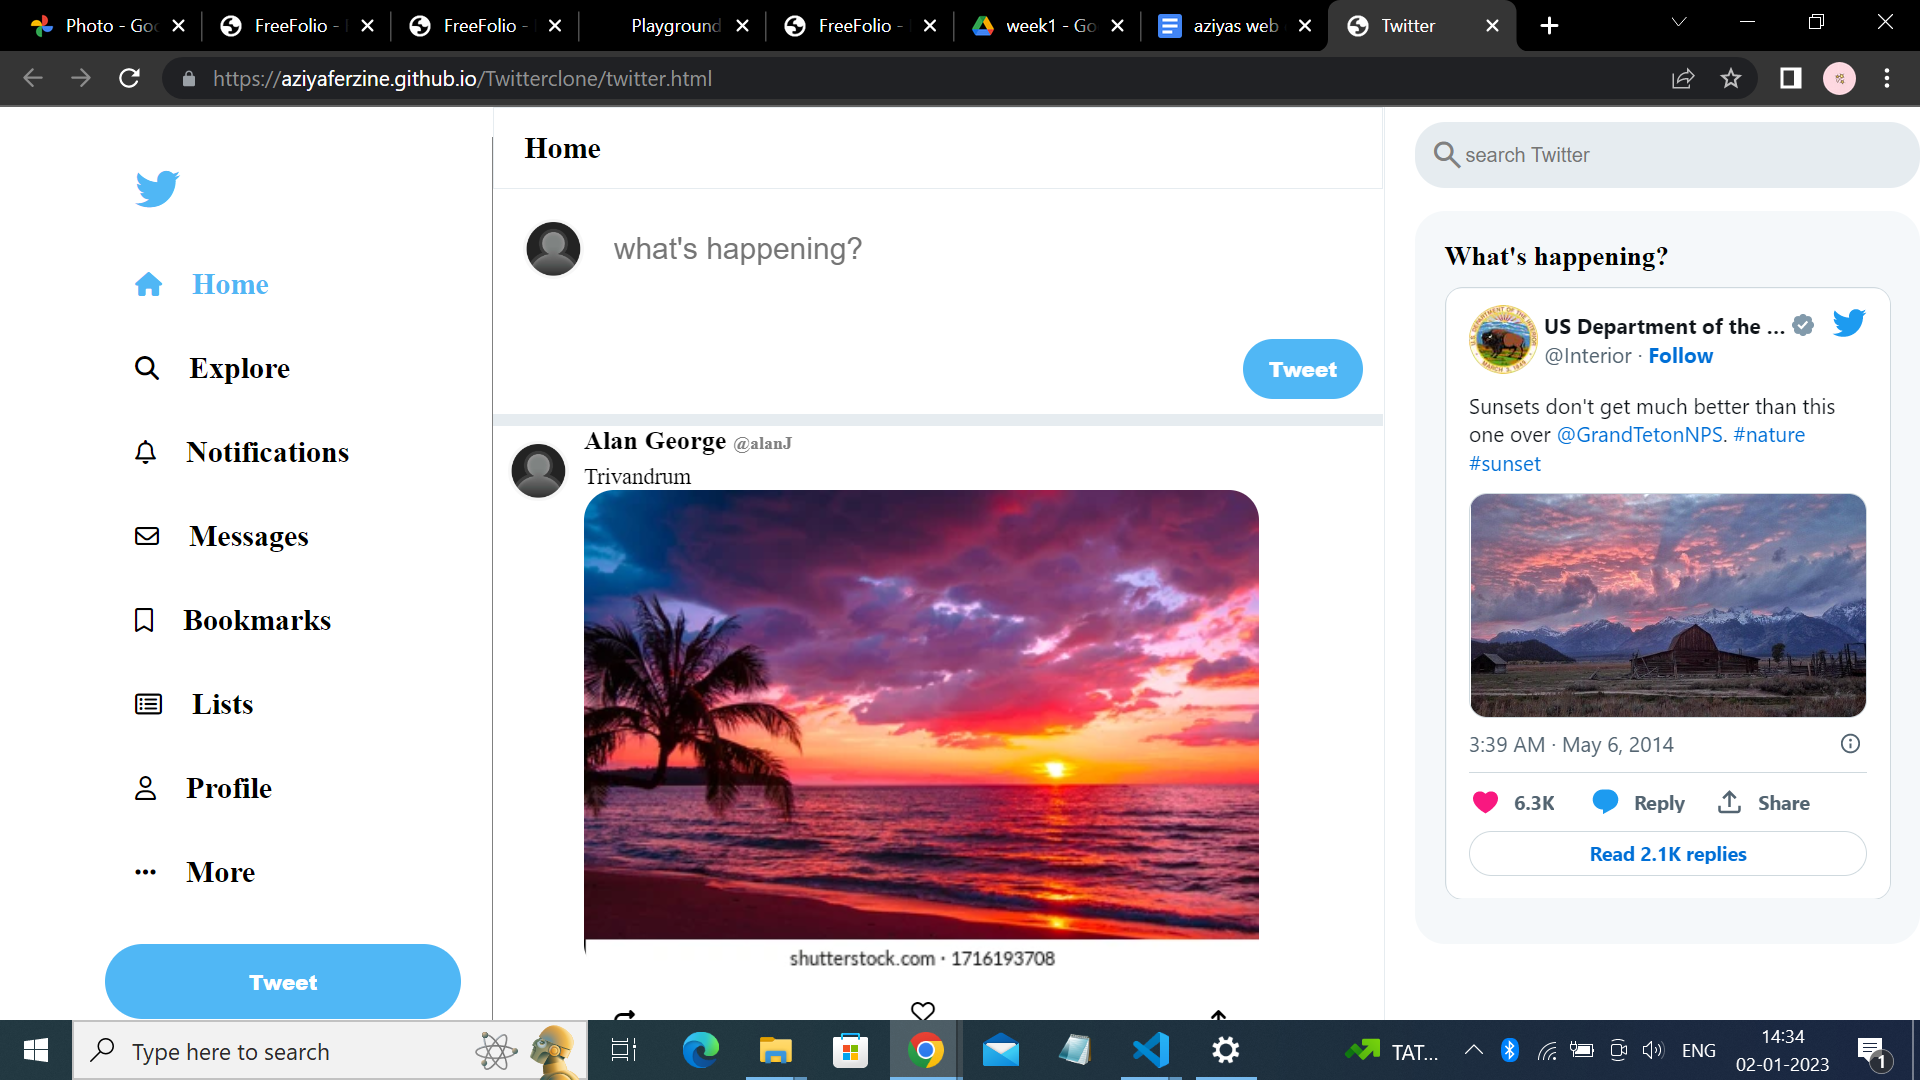 Photo - Goo
FreeFolio -
FreeFolio -
Playground
FreeFolio -
week1 - Go
aziyas web
Twitter
https://aziyaferzine.github.io/Twitterclone/twitter.html
Home
Explore
Notifications
Messages
Bookmarks
Lists
Profile
More
Tweet
Home
what's happening?
Tweet
Alan George @alanJ
Trivandrum
shutterstock.com · 1716193708
search Twitter
What's happening?
US Department of the ...
@Interior · Follow
Sunsets don't get much better than this
one over @GrandTetonNPS. #nature
#sunset
3:39 AM · May 6, 2014
6.3K
Reply
Share
Read 2.1K replies
Type here to search
TAT...
ENG
14:34
02-01-2023
1